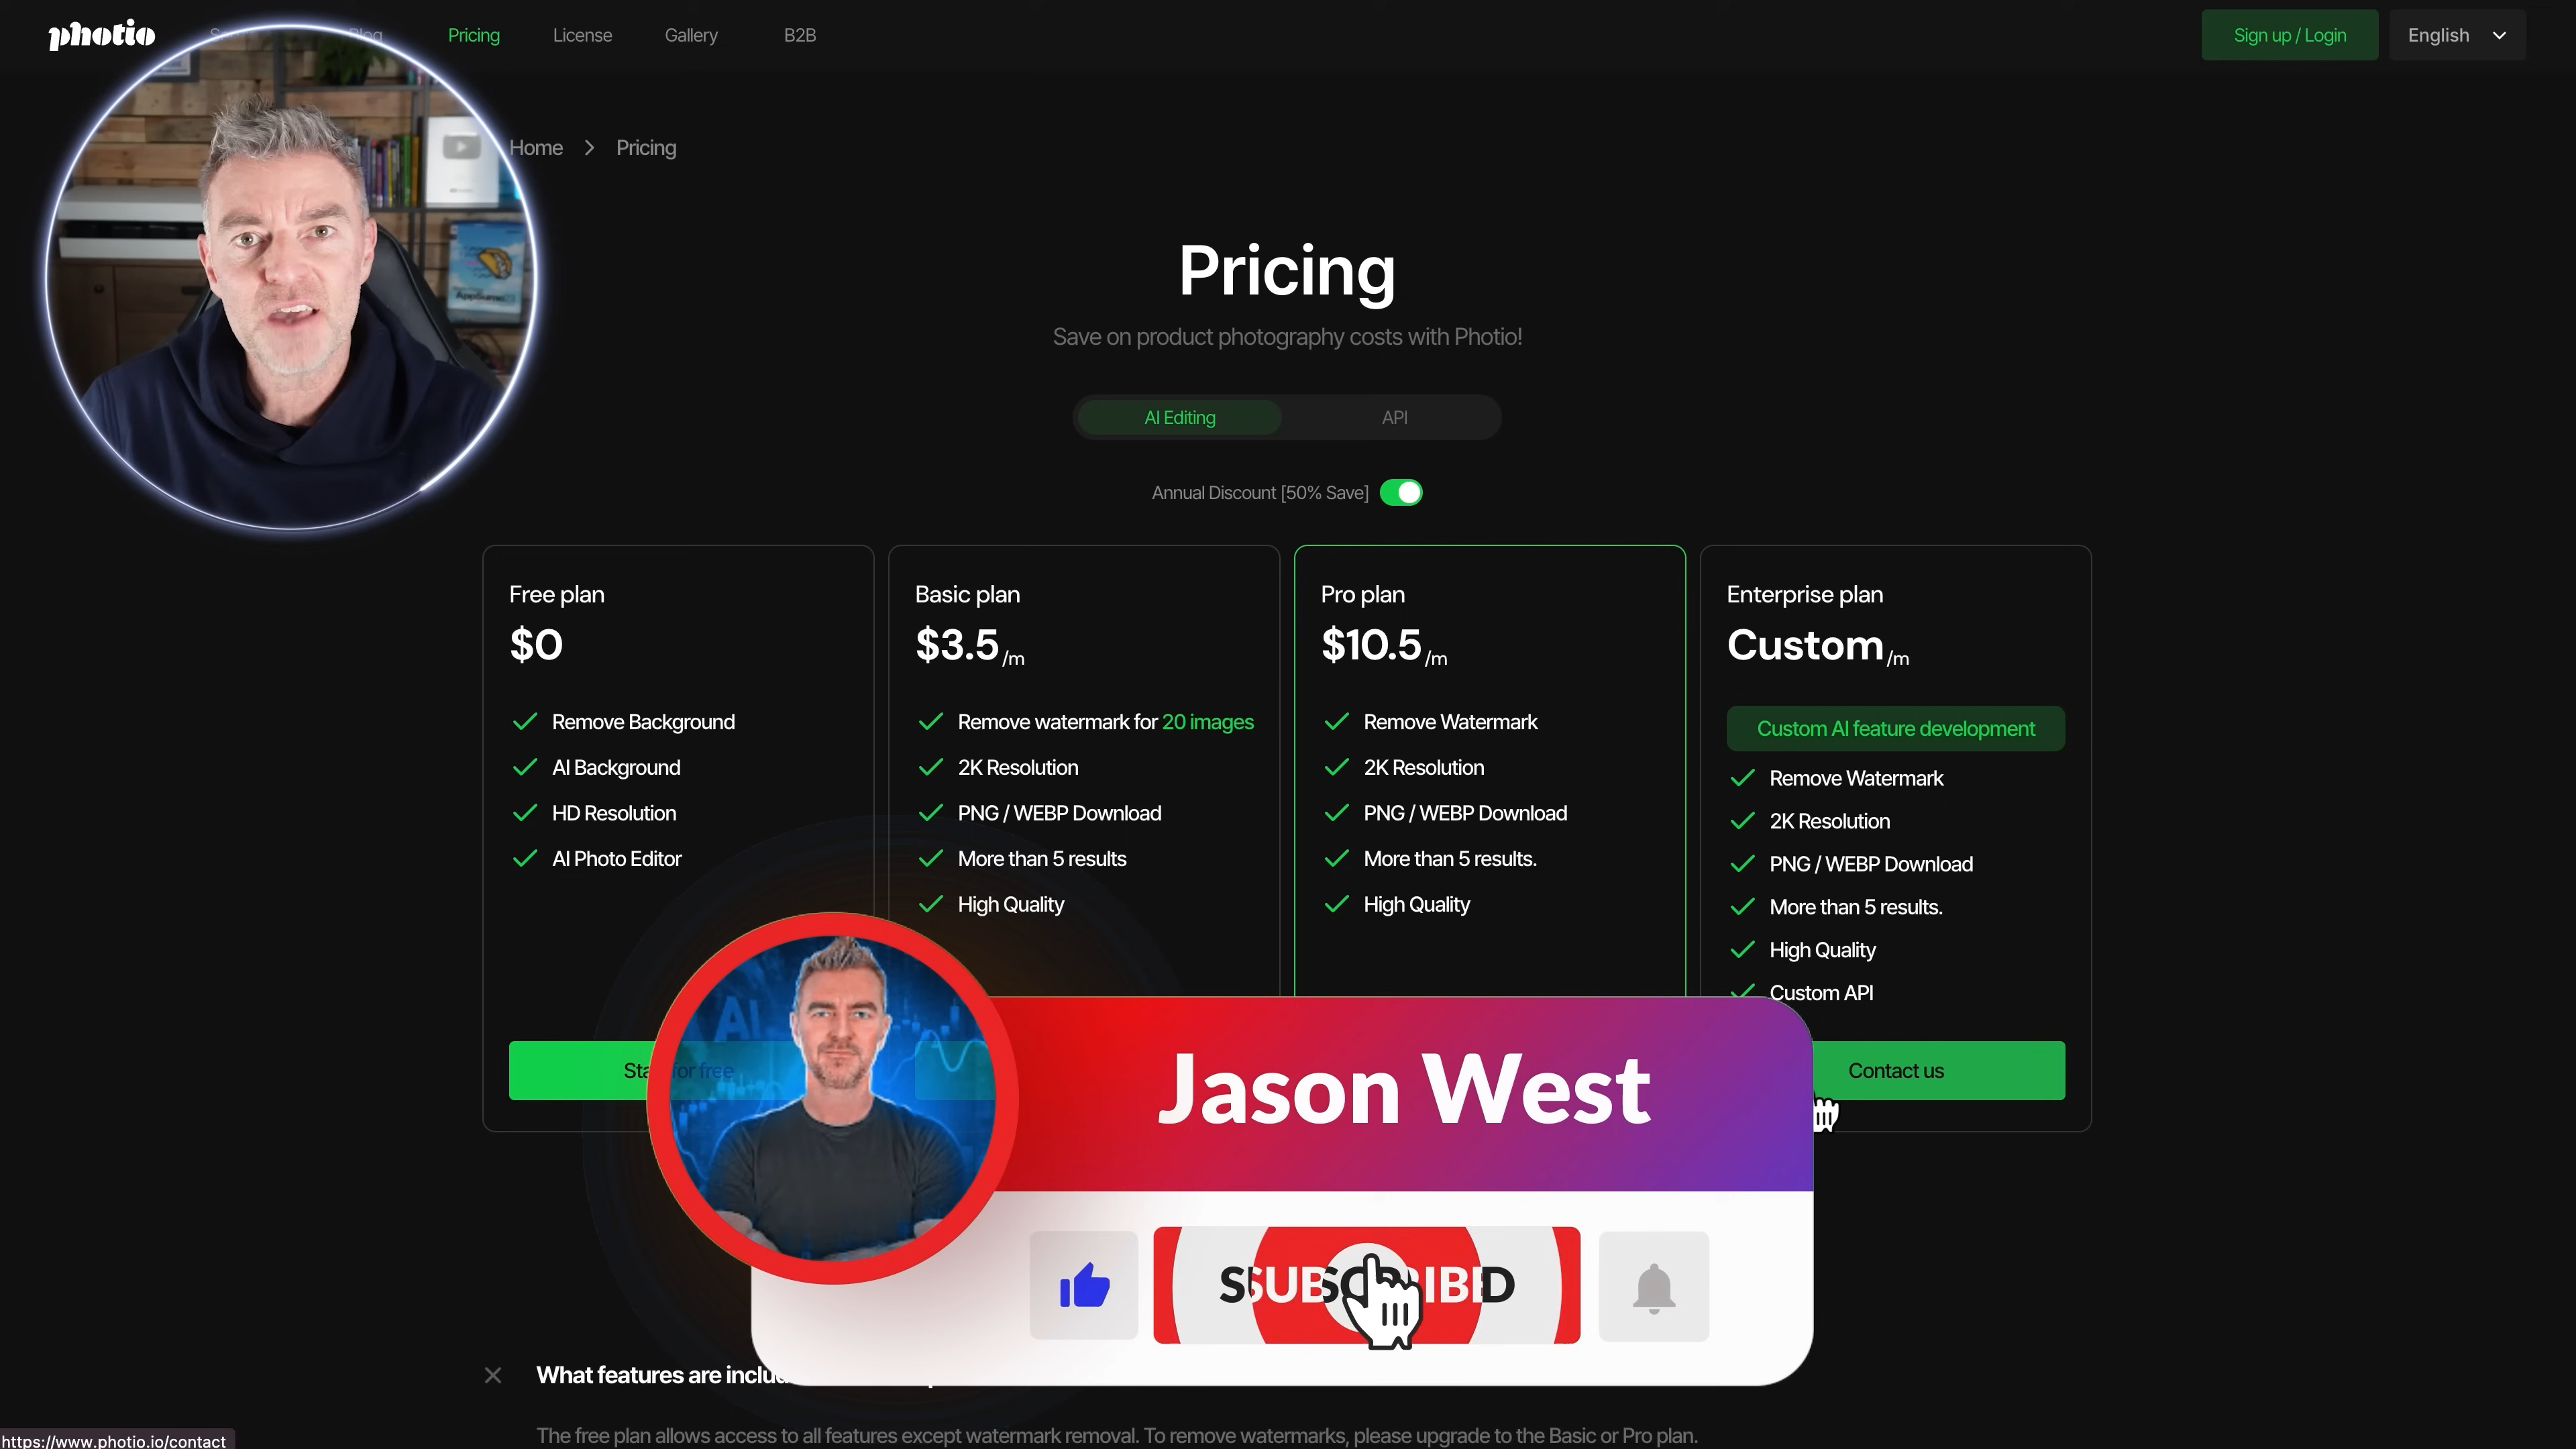 photio
Pricing
License
Gallery
B2B
Sign up / Login
English
Home
Pricing
Pricing
Save on product photography costs with Photio!
AI Editing
API
Annual Discount [50% Save]
Free plan
$0
Remove Background
AI Background
HD Resolution
AI Photo Editor
Basic plan
$3.5/m
Remove watermark for 20 images
2K Resolution
PNG / WEBP Download
More than 5 results
High Quality
Pro plan
$10.5/m
Remove Watermark
2K Resolution
PNG / WEBP Download
More than 5 results.
High Quality
Enterprise plan
Custom/m
Custom AI feature development
Remove Watermark
2K Resolution
PNG / WEBP Download
More than 5 results.
High Quality
Custom API
for free
Contact us
AI
Jason West
What features are
The free plan allows access to all features except watermark removal. To remove watermarks, please upgrade to the Basic or Pro plan.
https://www.photio.io/contact